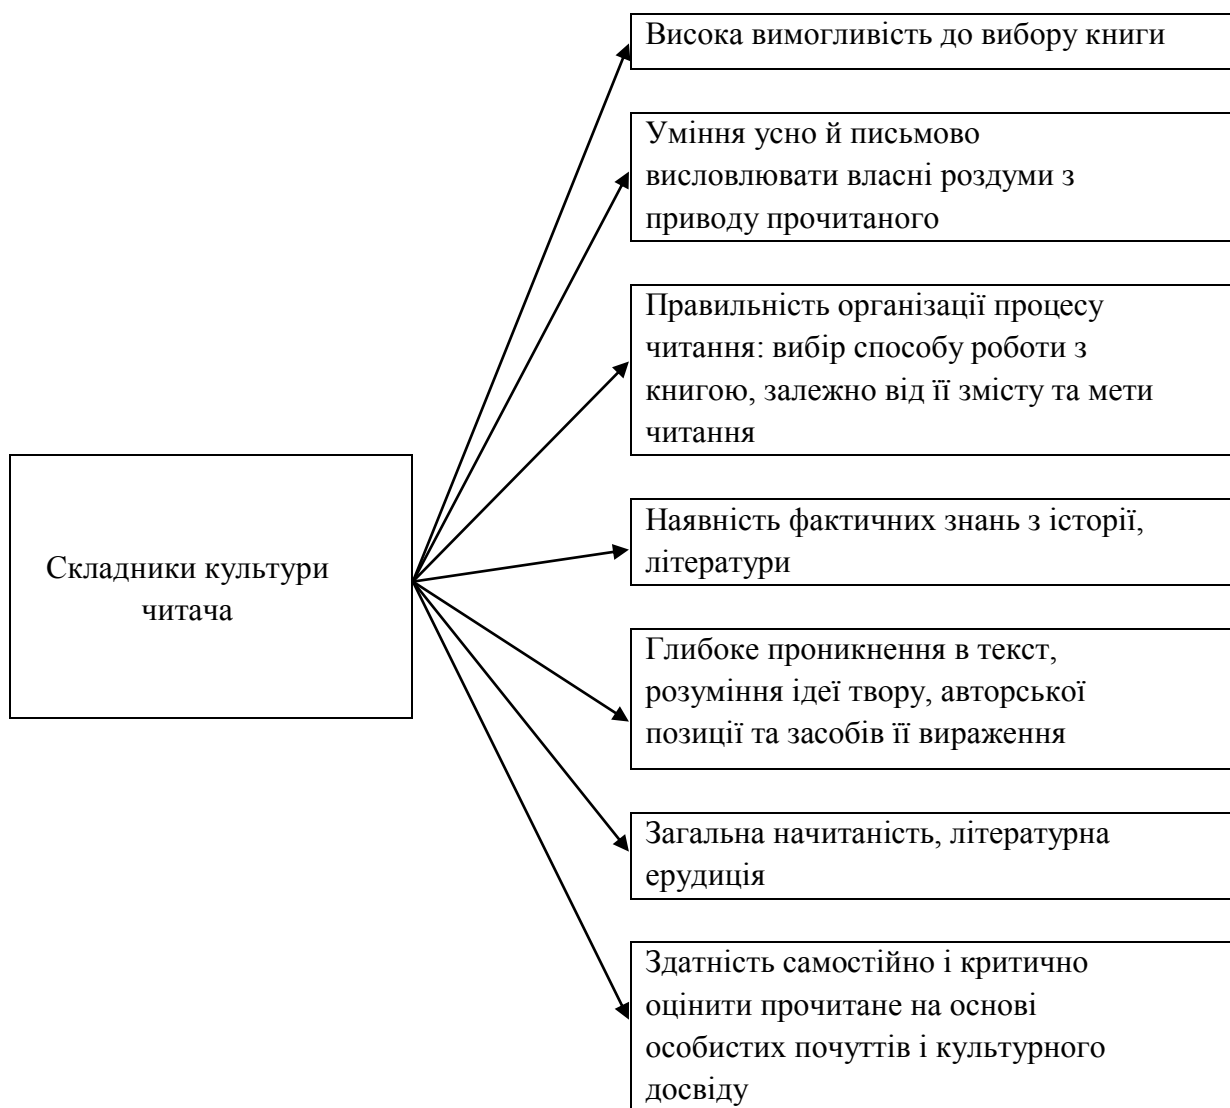 Висока вимогливість до вибору книги
Уміння усно й письмово
висловлювати власні роздуми з
приводу прочитаного
Правильність організації процесу
читання: вибір способу роботи з
книгою, залежно від її змісту та мети
читання
Складники культури
читача
Наявність фактичних знань з історії,
літератури
Глибоке проникнення в текст,
розуміння ідеї твору, авторської
позиції та засобів її вираження
Загальна начитаність, літературна
ерудиція
Здатність самостійно і критично
оцінити прочитане на основі
особистих почуттів і культурного
досвіду